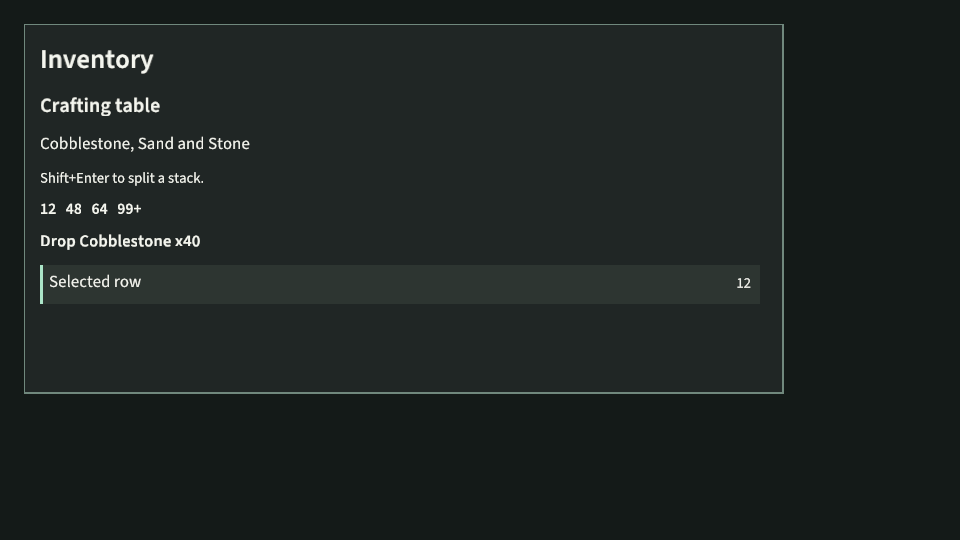 Inventory
Crafting table
Cobblestone, Sand and Stone
Shift+Enter to split a stack.
12 48 64 99+
Drop Cobblestone x40
Selected row 12